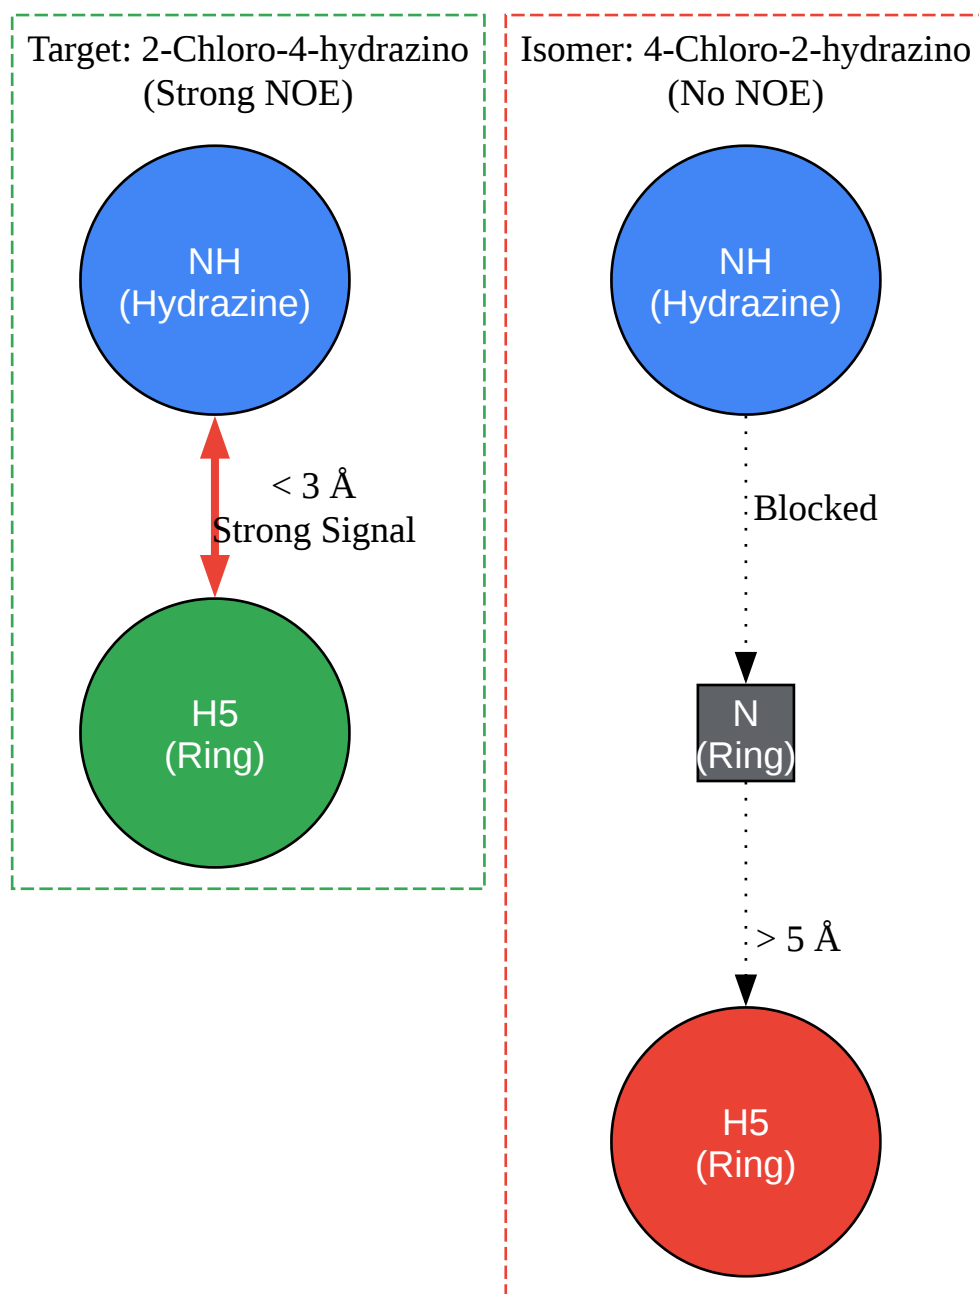 Target: 2-Chloro-4-hydrazino
(Strong NOE)
NH
(Hydrazine)
< 3 Å
Strong Signal
H5
(Ring)
Isomer: 4-Chloro-2-hydrazino
(No NOE)
NH
(Hydrazine)
Blocked
N
(Ring)
> 5 Å
H5
(Ring)